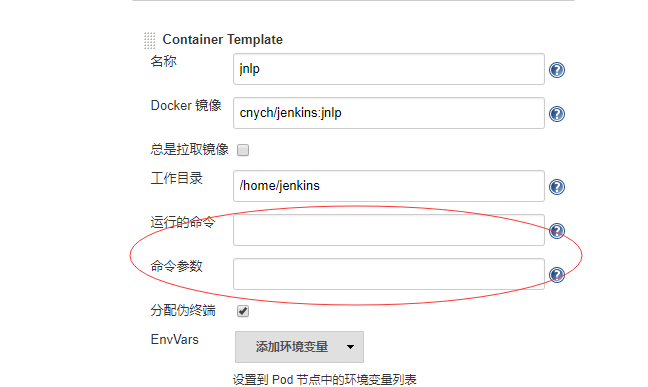 Container Template
名称
jnlp
Docker 镜像
cnych/jenkins:jnlp
总是拉取镜像
工作目录
/home/jenkins
运行的命令
命令参数
分配伪终端
EnvVars
添加环境变量
设置到 Pod 节点中的环境变量列表